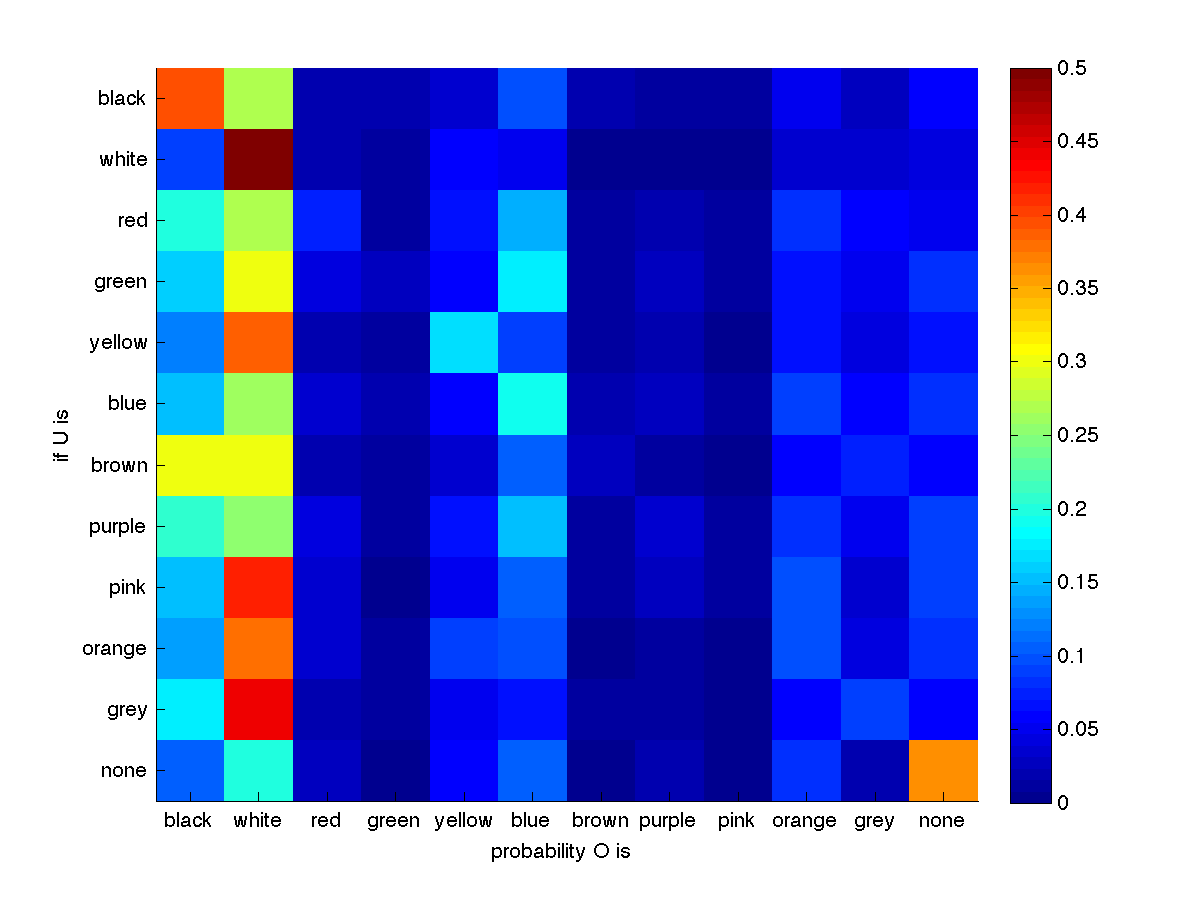 if U is
black
white
red
green
yellow
blue
brown
purple
pink
orange
grey
none
black white red green yellow blue brown purple pink orange grey none
probability O is
0.5
0.45
0.4
0.35
0.3
0.25
0.2
0.15
0.1
0.05
0